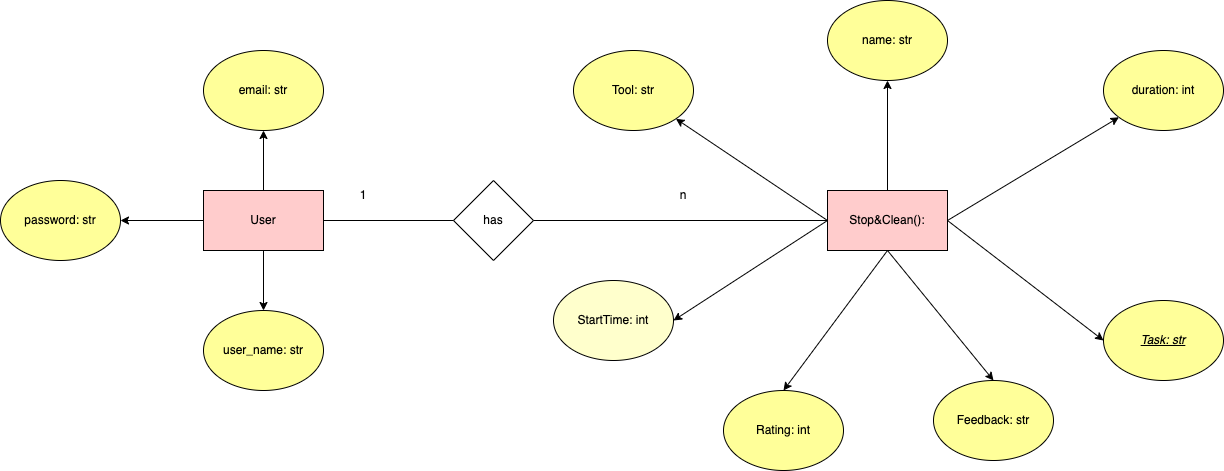 name: str
email: str
Tool: str
duration: int
1
n
password: str
User
has
Stop&Clean():
StartTime: int
user_name: str
Task: str
Rating: int
Feedback: str